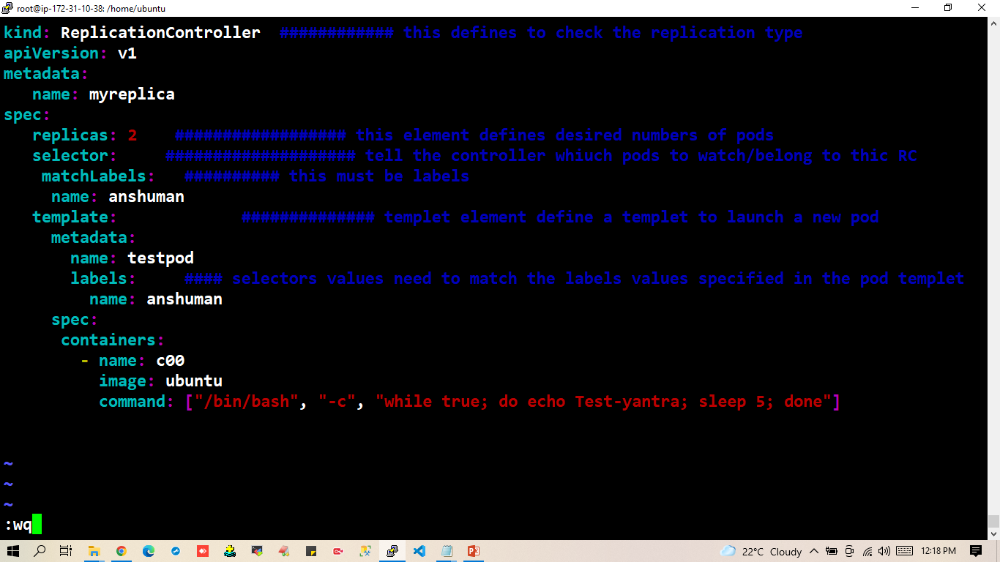 root@ip-172-31-10-38: /home/ubuntu
kind: ReplicationController  ############ this defines to check the replication type
apiVersion: v1
metadata:
   name: myreplica
spec:
   replicas: 2    ################## this element defines desired numbers of pods
   selector:     #################### tell the controller whiuch pods to watch/belong to thic RC
    matchLabels:   ########## this must be labels
     name: anshuman
   template:             ############## templet element define a templet to launch a new pod
     metadata:
       name: testpod
       labels:     #### selectors values need to match the labels values specified in the pod templet
         name: anshuman
     spec:
      containers:
        - name: c00
          image: ubuntu
          command: ["/bin/bash", "-c", "while true; do echo Test-yantra; sleep 5; done"]
~
~
~
:wq
22°C Cloudy
12:18 PM